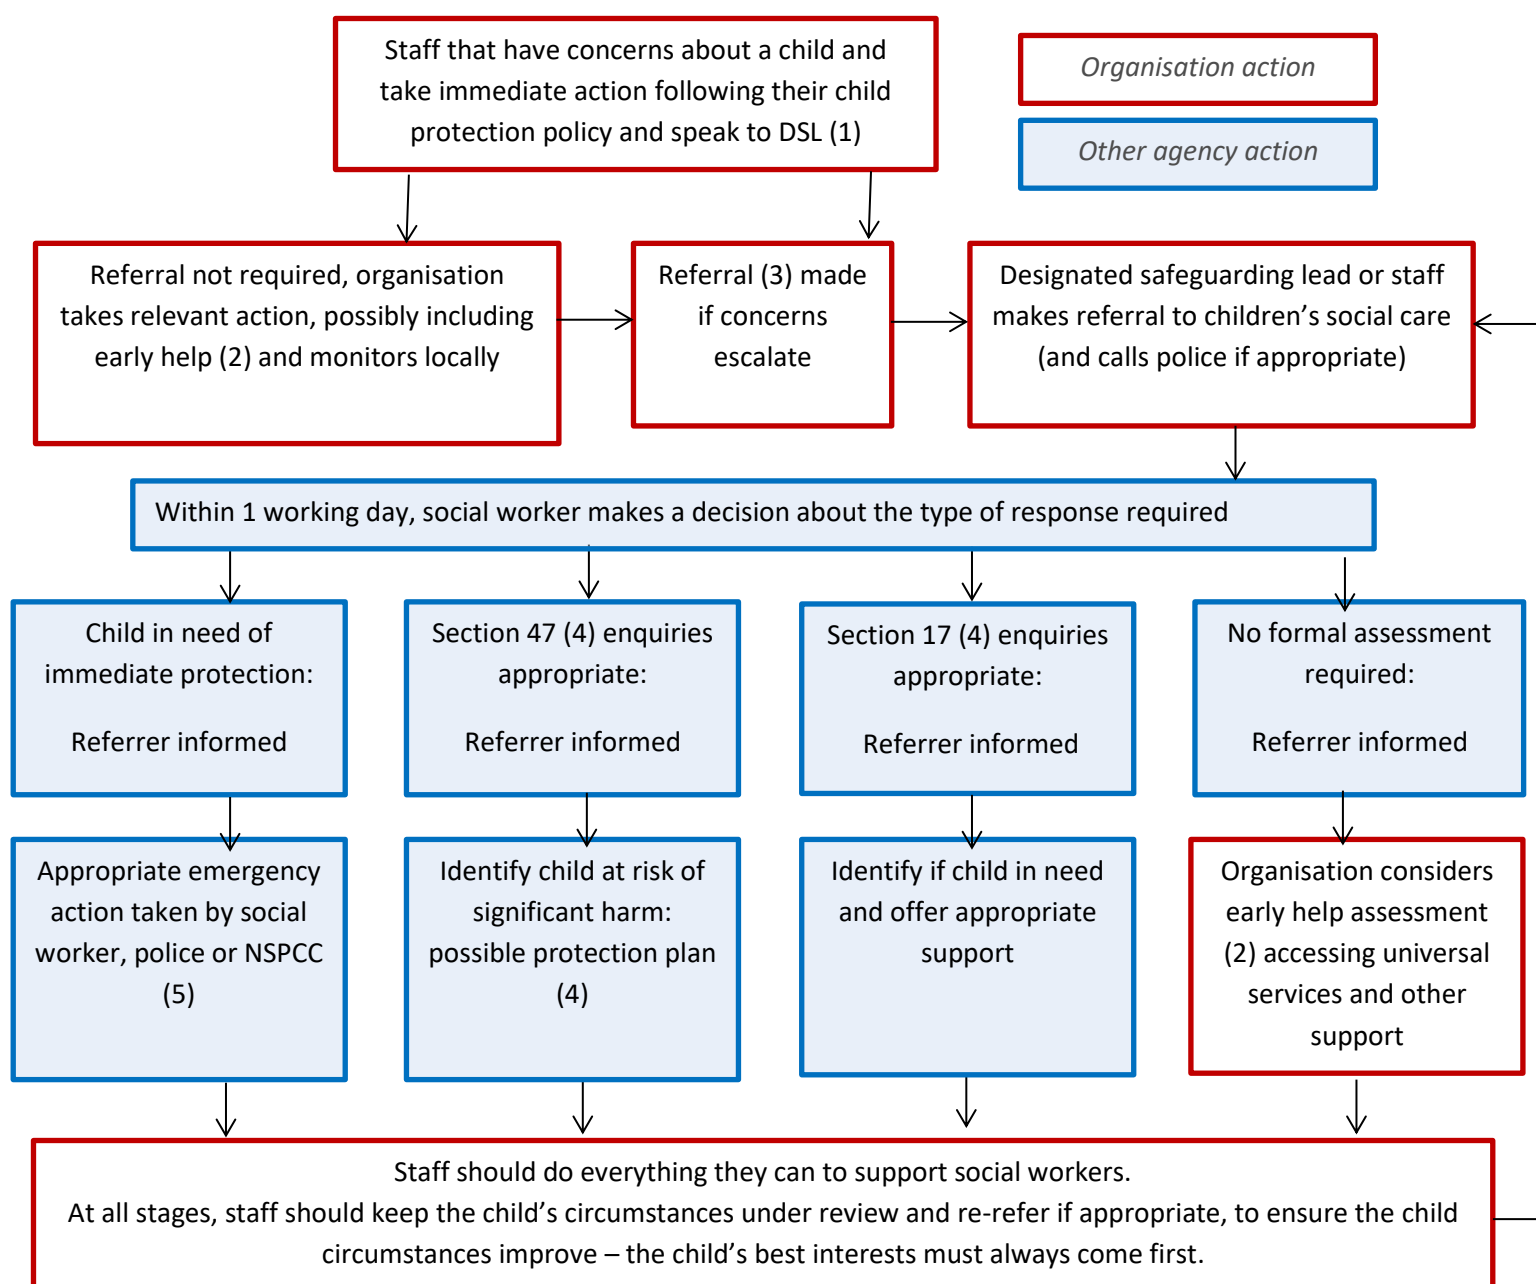 Staff that have concerns about a child and
take immediate action following their child
protection policy and speak to DSL (1)
Organisation action
Other agency action
Referral not required, organisation
takes relevant action, possibly including
early help (2) and monitors locally
Referral (3) made
if concerns
escalate
Designated safeguarding lead or staff
makes referral to children’s social care
(and calls police if appropriate)
Within 1 working day, social worker makes a decision about the type of response required
Child in need of
immediate protection:
Referrer informed
Section 47 (4) enquiries
appropriate:
Referrer informed
Section 17 (4) enquiries
appropriate:
Referrer informed
No formal assessment
required:
Referrer informed
Appropriate emergency
action taken by social
worker, police or NSPCC
(5)
Identify child at risk of
significant harm:
possible protection plan
(4)
Identify if child in need
and offer appropriate
support
Organisation considers
early help assessment
(2) accessing universal
services and other
support
Staff should do everything they can to support social workers.
At all stages, staff should keep the child’s circumstances under review and re-refer if appropriate, to ensure the child
circumstances improve – the child’s best interests must always come first.